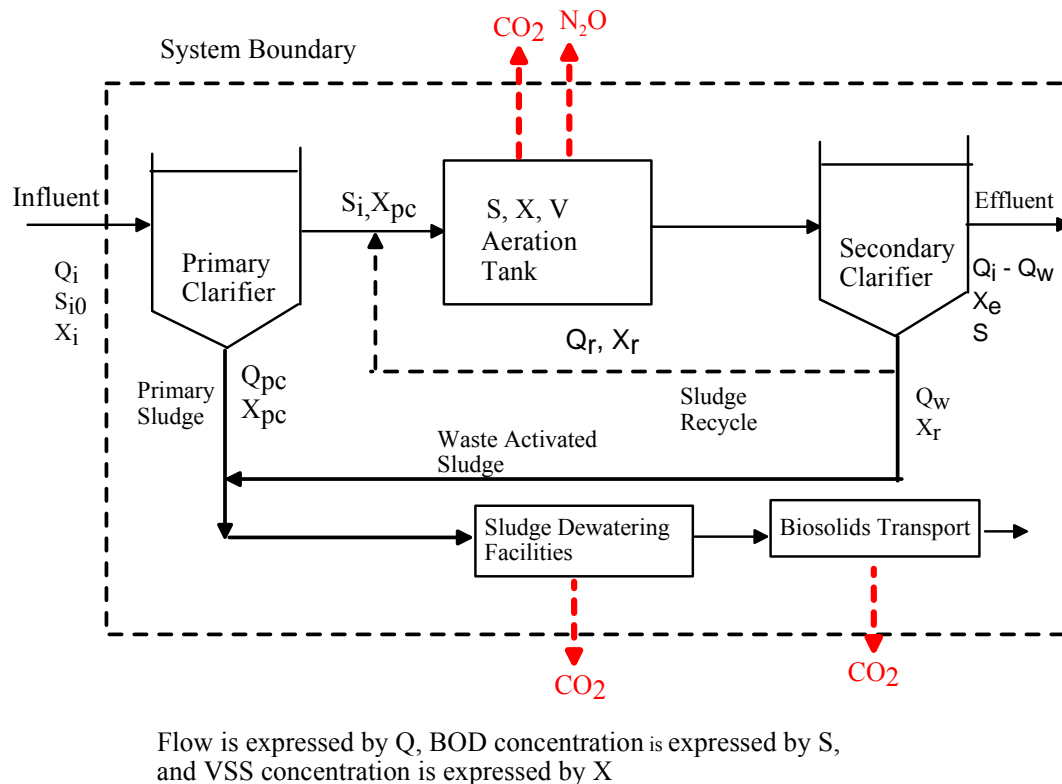 CO2
N2O
System Boundary
Influent
Qi
Si0
Xi
Primary
Clarifier
Si,Xpc
S, X, V
Aeration
Tank
Secondary
Clarifier
Effluent
Qi - Qw
Xe
S
Qr, Xr
Primary
Sludge
Qpc
Xpc
Sludge
Recycle
Qw
Xr
Waste Activated
Sludge
Sludge Dewatering
Facilities
Biosolids Transport
CO2
CO2
Flow is expressed by Q, BOD concentration is expressed by S,
and VSS concentration is expressed by X